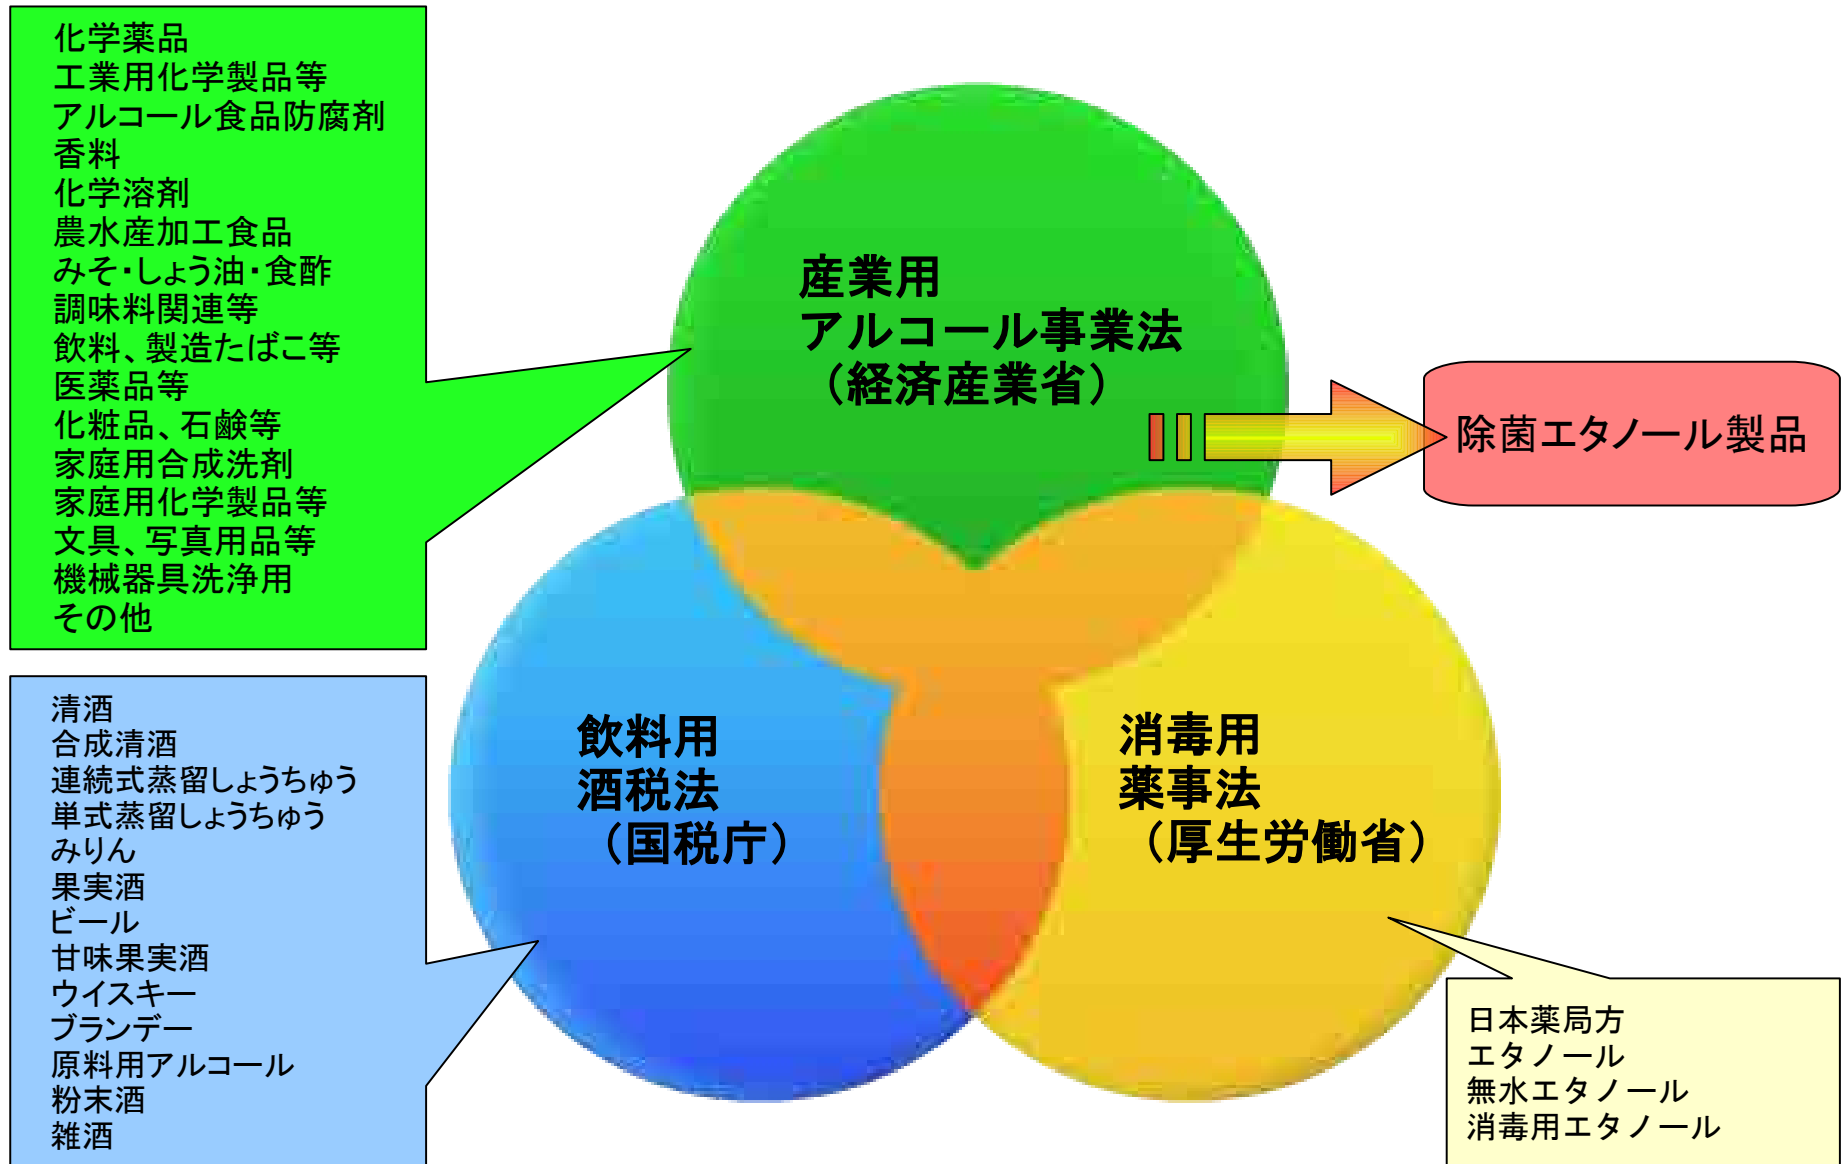 化学薬品
工業用化学製品等
アルコール食品防腐剤
香料
化学溶剤
農水産加工食品
みそ・しょう油・食酢
調味料関連等
飲料、製造たばこ等
医薬品等
化粧品、石鹸等
家庭用合成洗剤
家庭用化学製品等
文具、写真用品等
機械器具洗浄用
その他
産業用
アルコール事業法
（経済産業省）
除菌エタノール製品
清酒
合成清酒
連続式蒸留しょうちゅう
単式蒸留しょうちゅう
みりん
果実酒
ビール
甘味果実酒
ウイスキー
ブランデー
原料用アルコール
粉末酒
雑酒
飲料用
酒税法
（国税庁）
消毒用
薬事法
（厚生労働省）
日本薬局方
エタノール
無水エタノール
消毒用エタノール